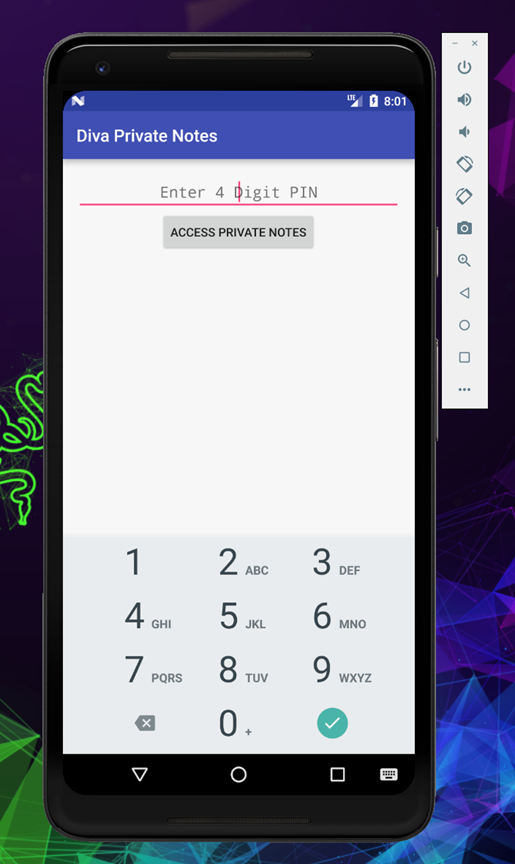 LTE 8:01
Diva Private Notes
Enter 4 Digit PIN
ACCESS PRIVATE NOTES
1 2 ABC 3 DEF
4 GHI 5 JKL 6 MNO
7 PQRS 8 TUV 9 WXYZ
0 +